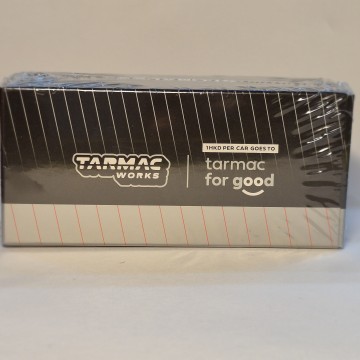 TARMAC
WORKS
1HKD PER CAR GOES TO
tarmac
for good